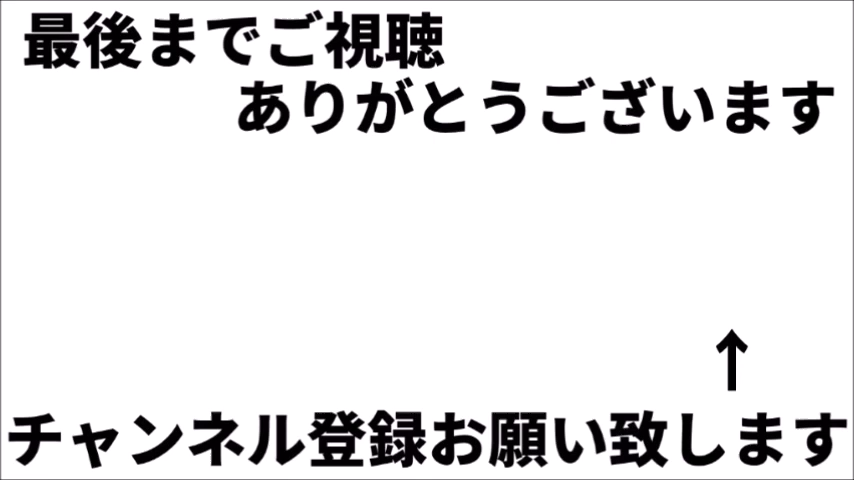 最後までご視聴
ありがとうございます
↑
チャンネル登録お願い致します